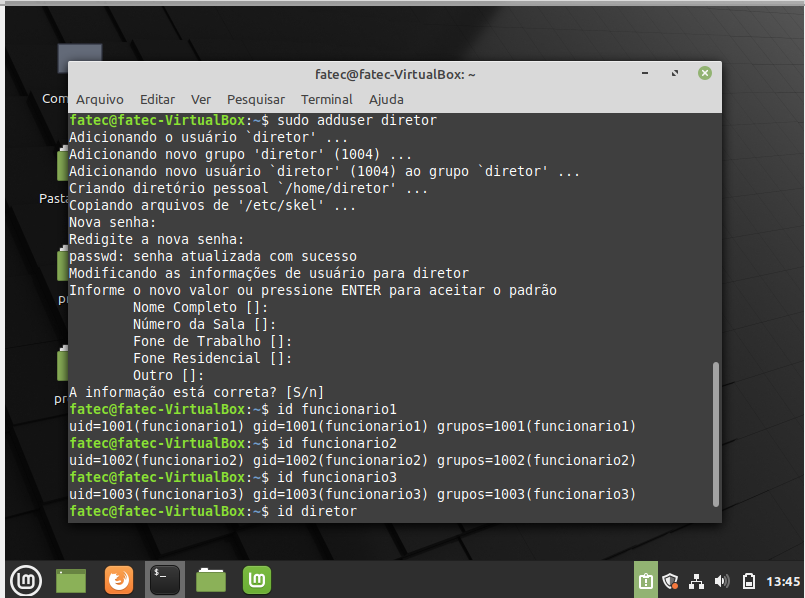 fatec@fatec-VirtualBox: ~
Com
Arquivo Editar Ver Pesquisar Terminal Ajuda
fatec@fatec-VirtualBox:~$ sudo adduser diretor
Adicionando o usuário `diretor' ...
Adicionando novo grupo 'diretor' (1004) ...
Adicionando novo usuário `diretor' (1004) ao grupo `diretor' ...
Criando diretório pessoal `/home/diretor' ...
Copiando arquivos de '/etc/skel' ...
Pasta
Nova senha:
Redigite a nova senha:
passwd: senha atualizada com sucesso
Modificando as informações de usuário para diretor
Informe o novo valor ou pressione ENTER para aceitar o padrão
Nome Completo []:
pr
Número da Sala []:
Fone de Trabalho []:
Fone Residencial []:
Outro []:
A informação está correta? [S/n]
pr
fatec@fatec-VirtualBox:~$ id funcionario1
uid=1001(funcionario1) gid=1001(funcionario1) grupos=1001(funcionario1)
fatec@fatec-VirtualBox:~$ id funcionario2
uid=1002(funcionario2) gid=1002(funcionario2) grupos=1002(funcionario2)
fatec@fatec-VirtualBox:~$ id funcionario3
uid=1003(funcionario3) gid=1003(funcionario3) grupos=1003(funcionario3)
fatec@fatec-VirtualBox:~$ id diretor
13:45